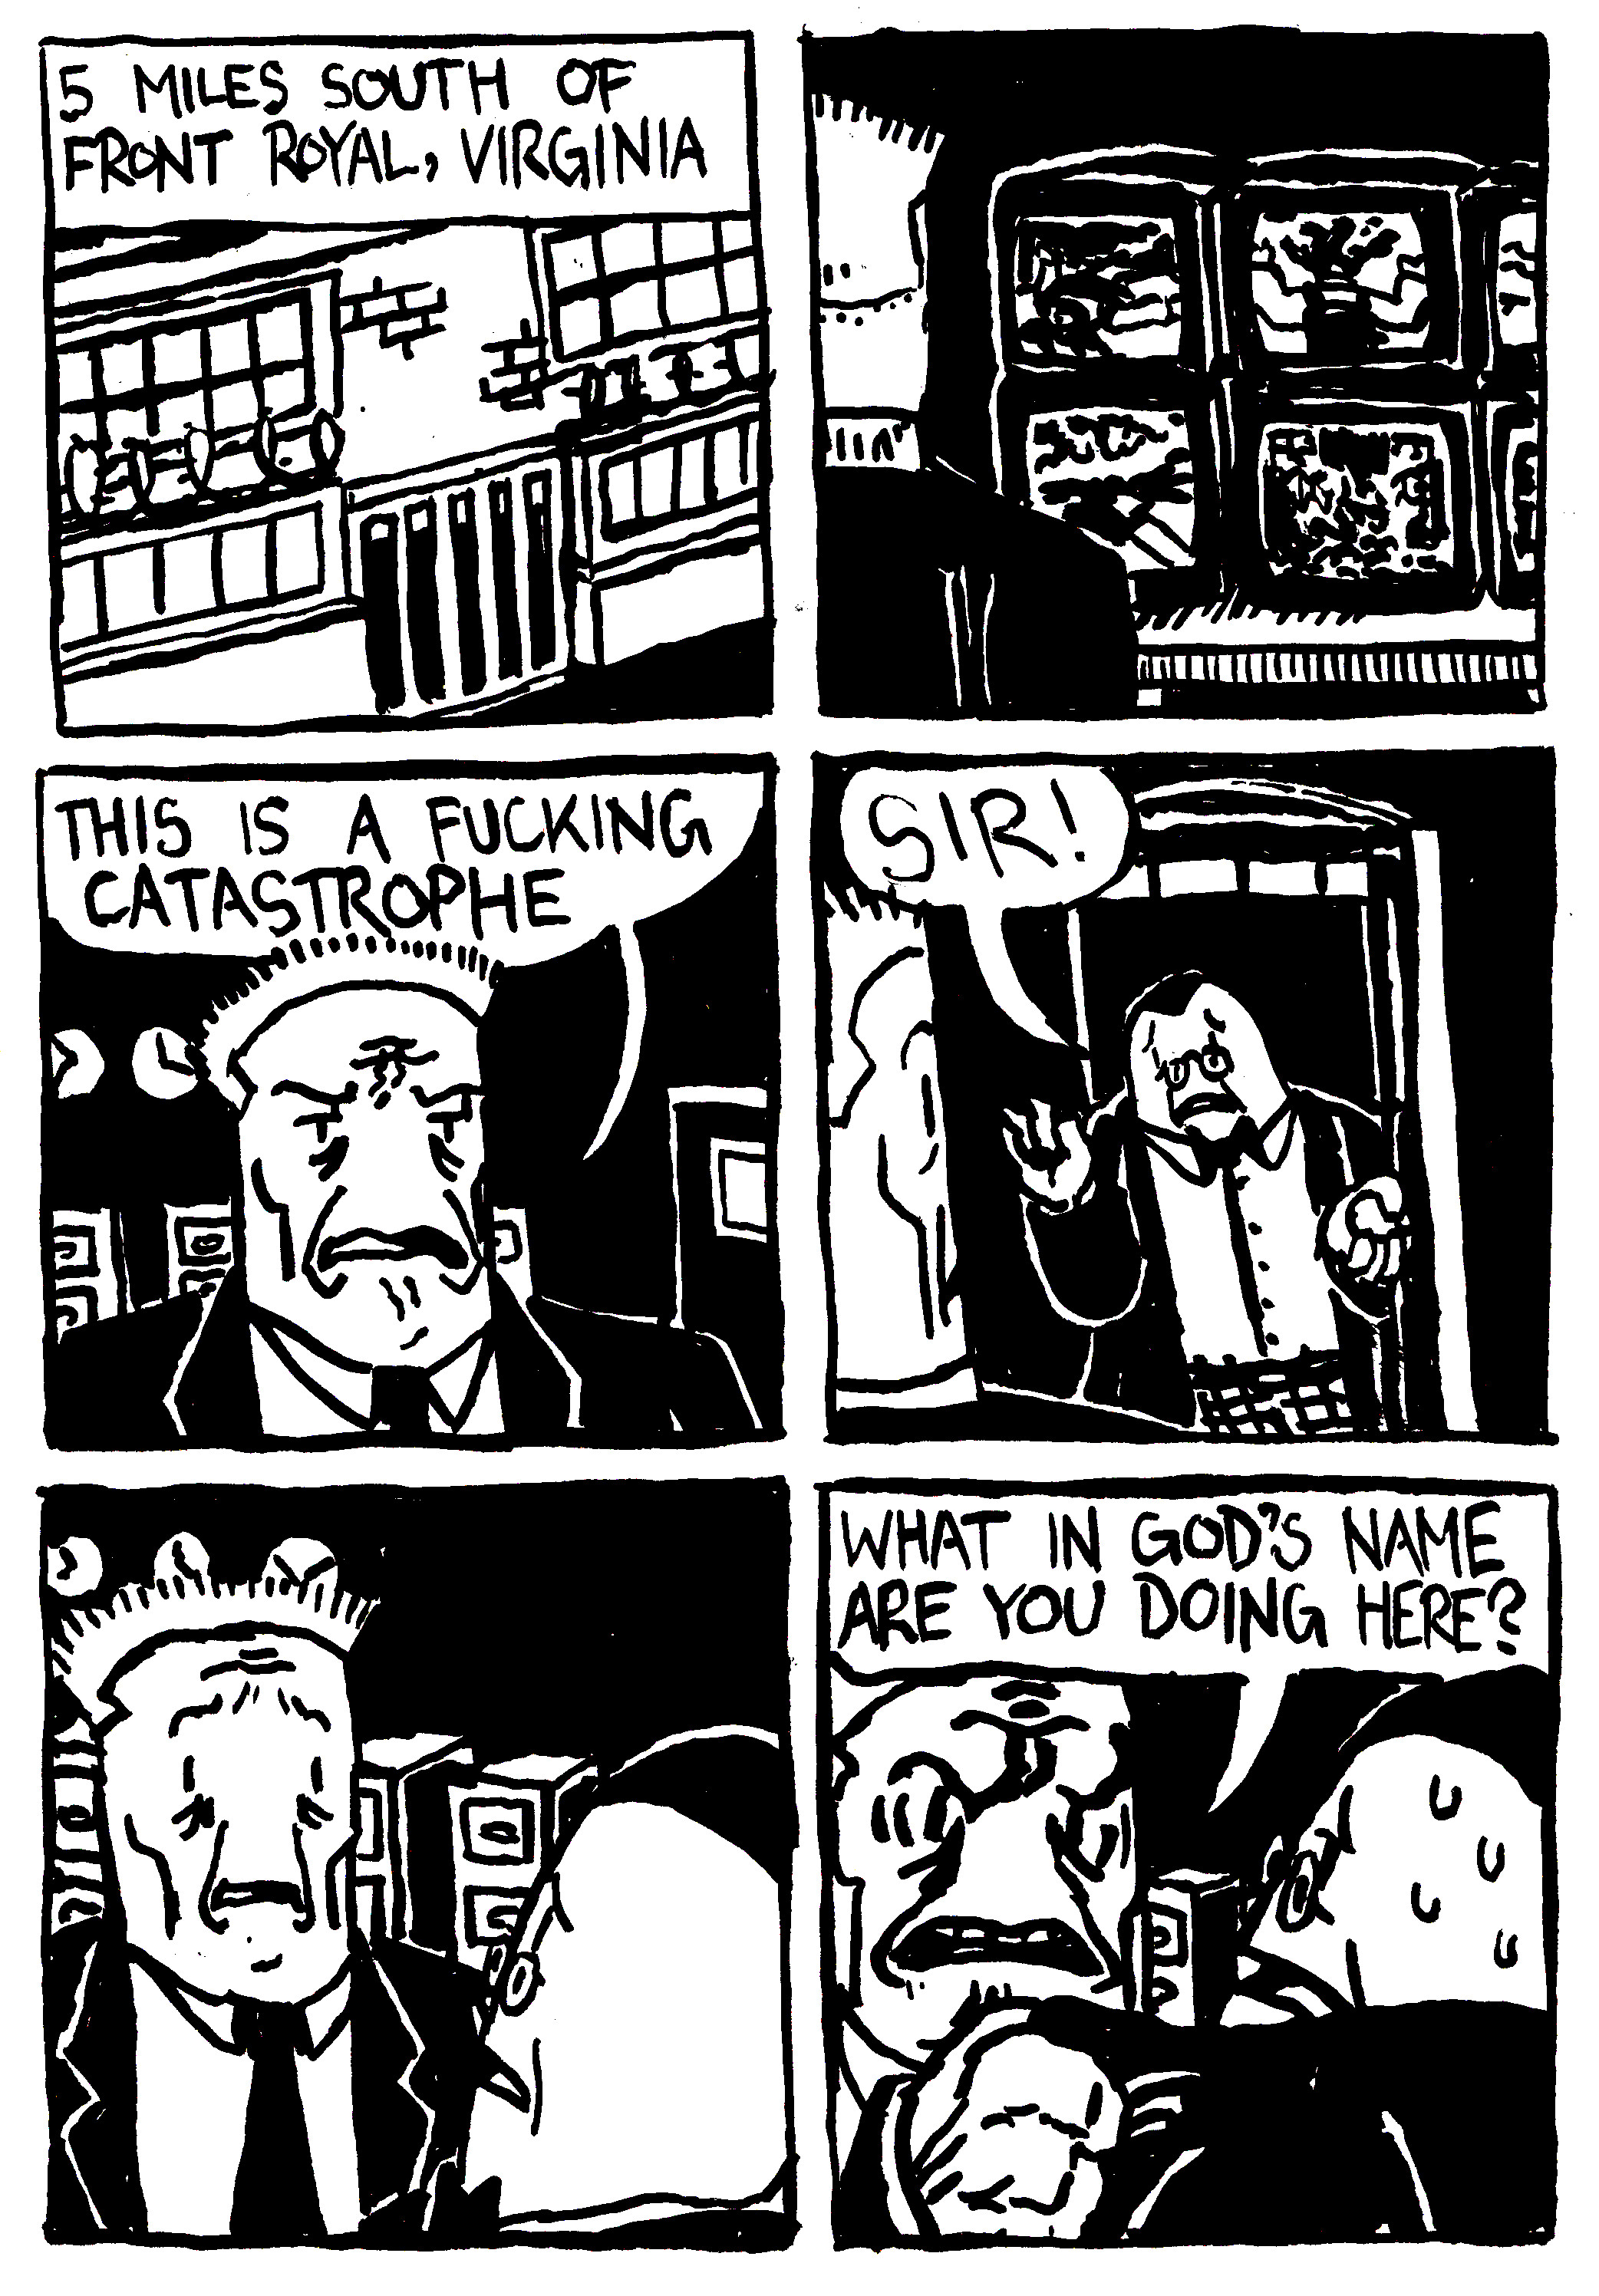 5 MILES SOUTH OF
FRONT ROYAL, VIRGINIA
THIS IS A FUCKING
CATASTROPHE
SIR!
WHAT IN GOD'S NAME
ARE YOU DOING HERE?